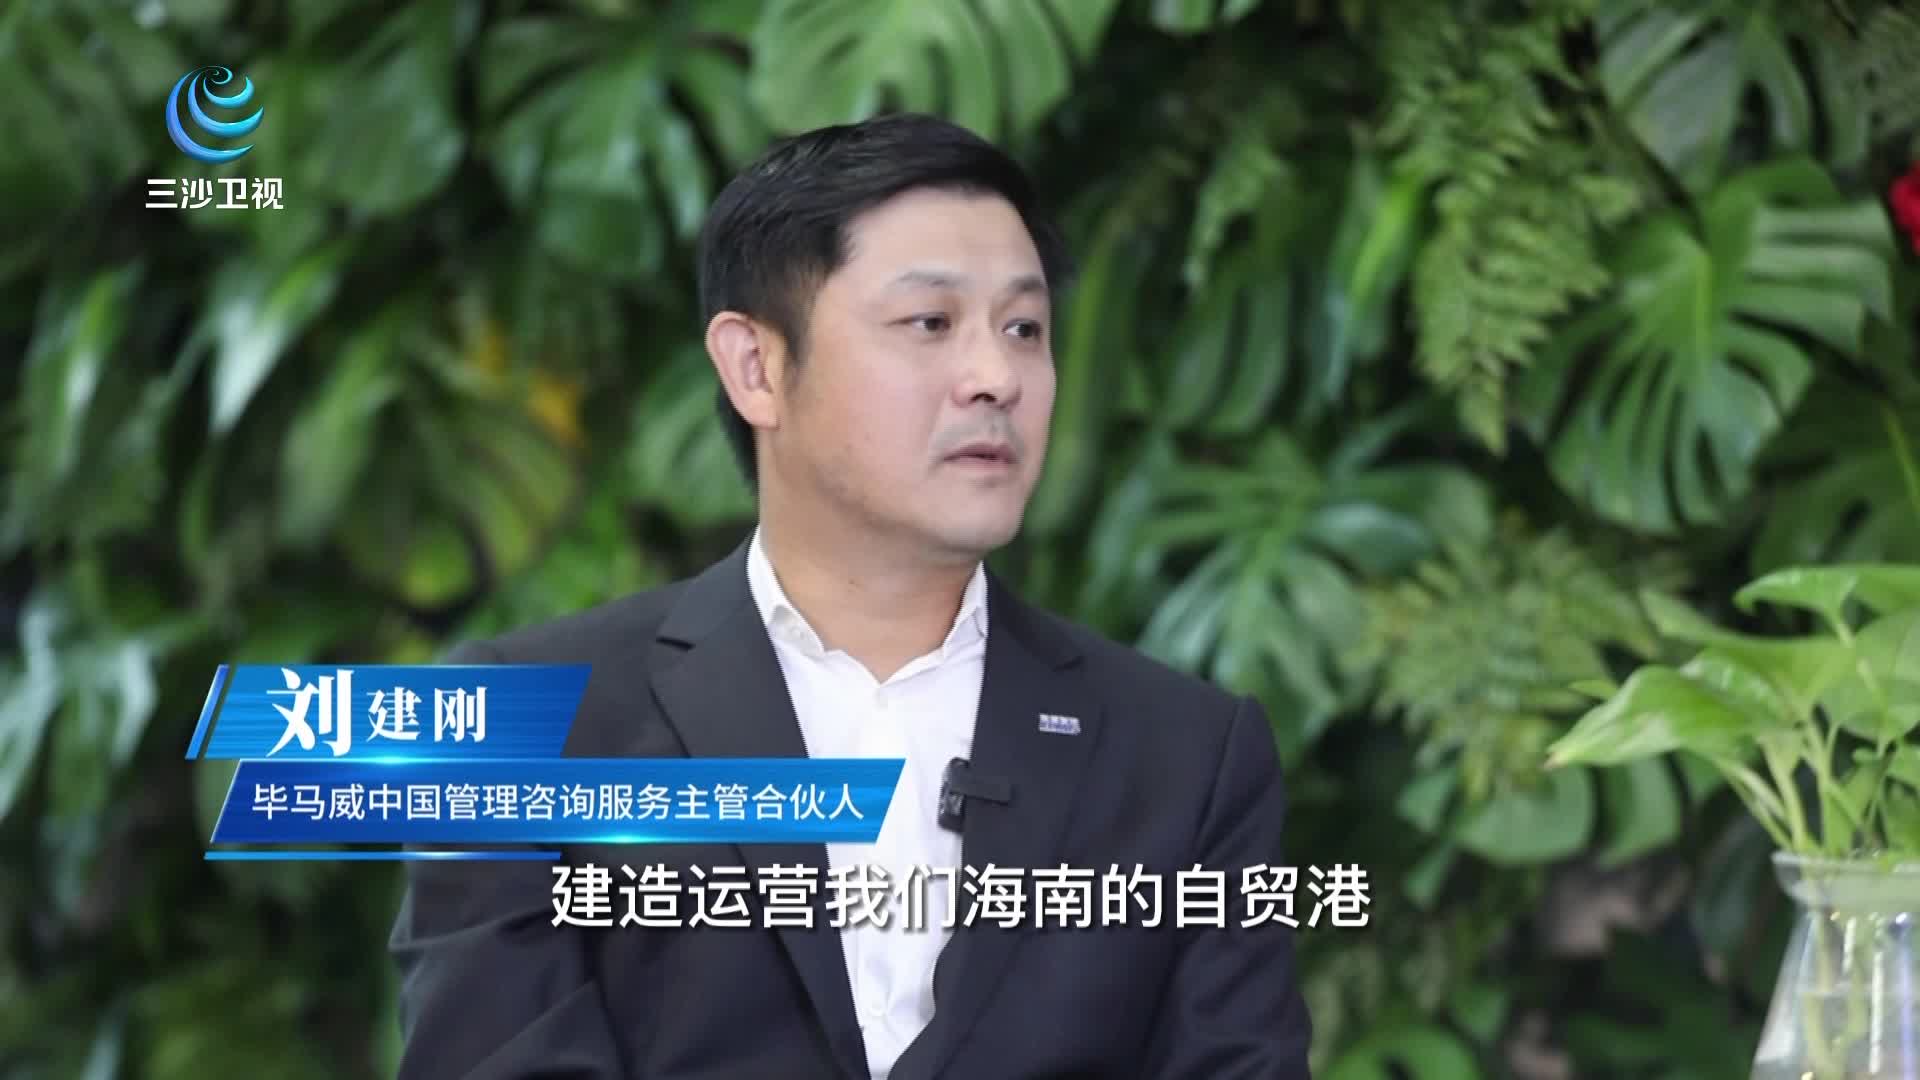 三沙卫视
刘建刚
毕马威中国管理咨询服务主管合伙人
建造运营我们海南的自贸港